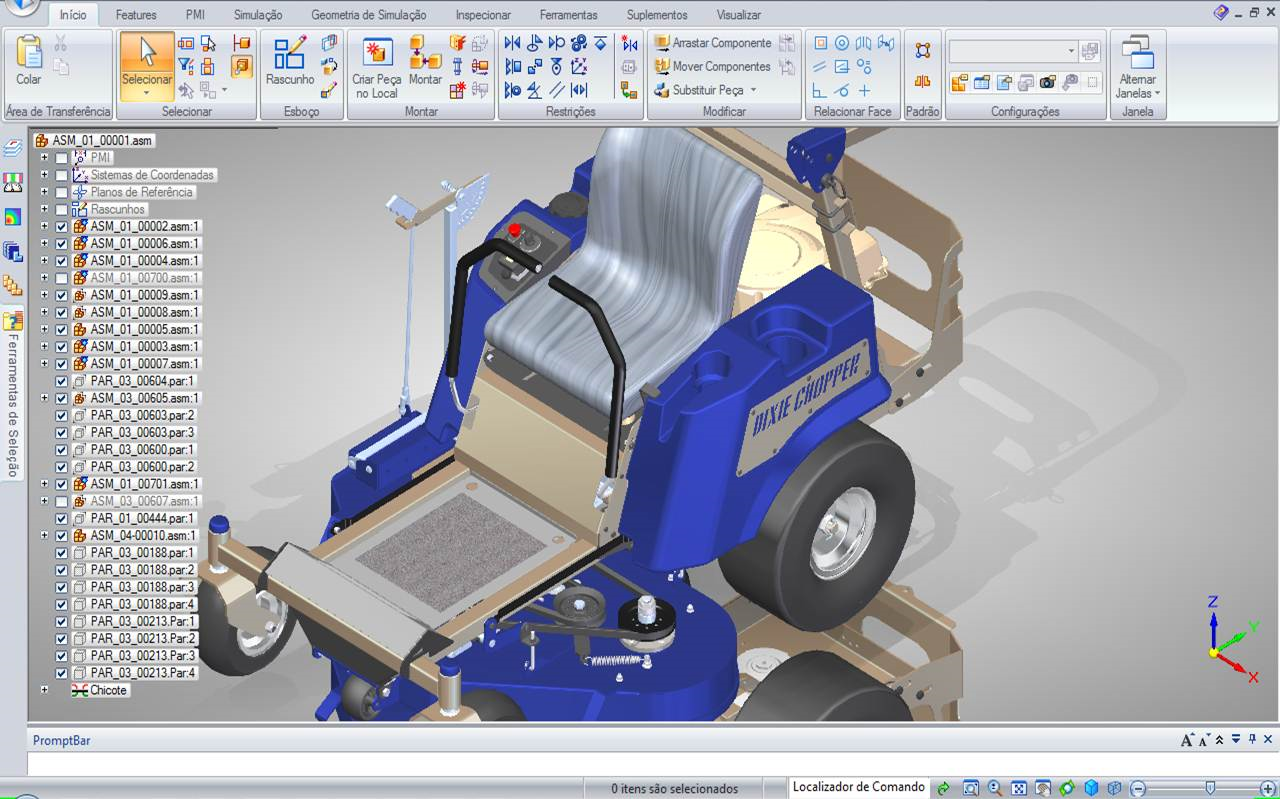 Início Features PMI Simulação Geometria de Simulação Inspecionar Ferramentas Suplementos Visualizar
Colar
Área de Transferência
Selecionar
Selecionar
Rascunho
Esboço
Criar Peça
no Local
Montar
Montar
Restrições
Arrastar Componente
Mover Componentes
Substituir Peça
Modificar
Relacionar Face
Padrão
Configurações
Alternar
Janelas
Janela
Ferramentas de Seleção
ASM_01_00001.asm
PMI
Sistemas de Coordenadas
Planos de Referência
Rascunhos
ASM_01_00002.asm:1
ASM_01_00006.asm:1
ASM_01_00004.asm:1
ASM_01_00700.asm:1
ASM_01_00009.asm:1
ASM_01_00008.asm:1
ASM_01_00005.asm:1
ASM_01_00003.asm:1
ASM_01_00007.asm:1
PAR_03_00604.par:1
ASM_03_00605.asm:1
PAR_03_00603.par:2
PAR_03_00603.par:3
PAR_03_00600.par:1
PAR_03_00600.par:2
ASM_01_00701.asm:1
ASM_03_00607.asm:1
PAR_01_00444.par:1
ASM_04-00010.asm:1
PAR_03_00188.par:1
PAR_03_00188.par:2
PAR_03_00188.par:3
PAR_03_00188.par:4
PAR_03_00213.Par:1
PAR_03_00213.Par:2
PAR_03_00213.Par:3
PAR_03_00213.Par:4
Chicote
DIXIE CHOPPER
Z
Y
X
PromptBar
A A
0 itens são selecionados
Localizador de Comando